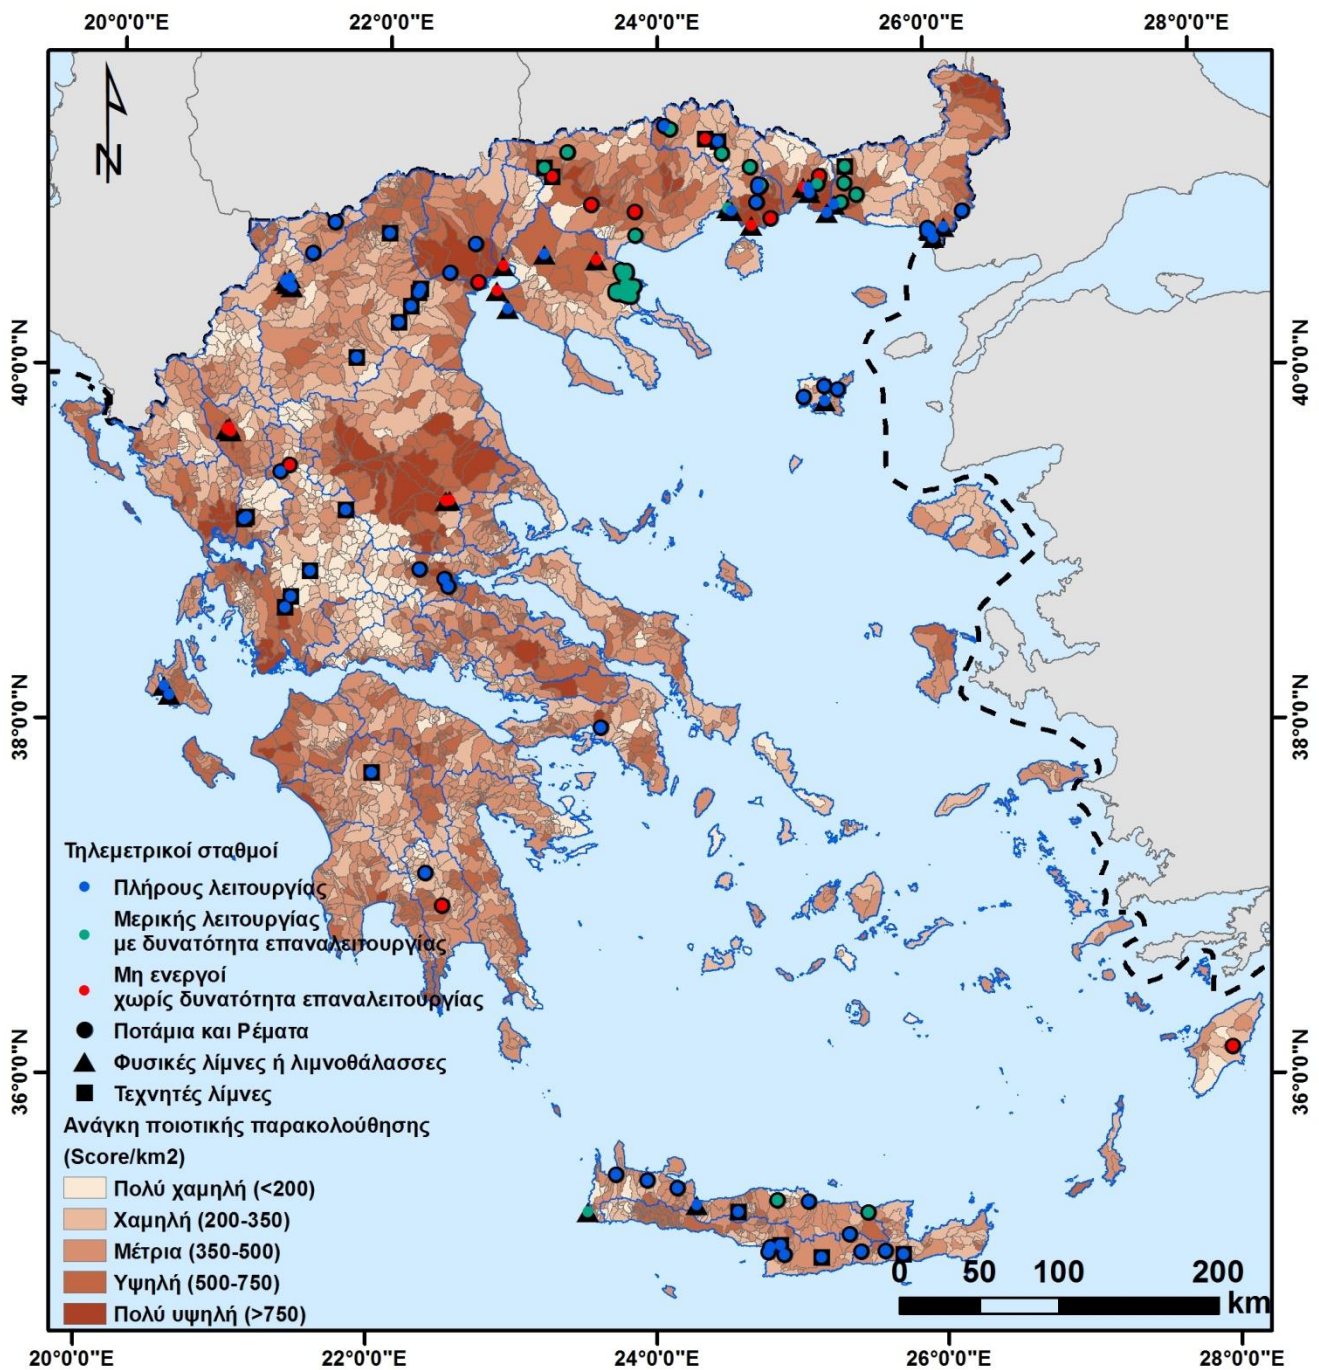 20°0'0"E 22°0'0"E 24°0'0"E 26°0'0"E 28°0'0"E
N
40°0'0"N 40°0'0"N
38°0'0"N 38°0'0"N
Τηλεμετρικοί σταθμοί
Πλήρους λειτουργίας
Μερικής λειτουργίας
με δυνατότητα επαναλειτουργίας
Μη ενεργοί
χωρίς δυνατότητα επαναλειτουργίας
Ποτάμια και Ρέματα
Φυσικές λίμνες ή λιμνοθάλασσες
Τεχνητές λίμνες
36°0'0"N 36°0'0"N
Ανάγκη ποιοτικής παρακολούθησης
(Score/km2)
Πολύ χαμηλή (<200)
Χαμηλή (200-350)
Μέτρια (350-500)
Υψηλή (500-750)
Πολύ υψηλή (>750)
0 50 100 200
km
20°0'0"E 22°0'0"E 24°0'0"E 26°0'0"E 28°0'0"E